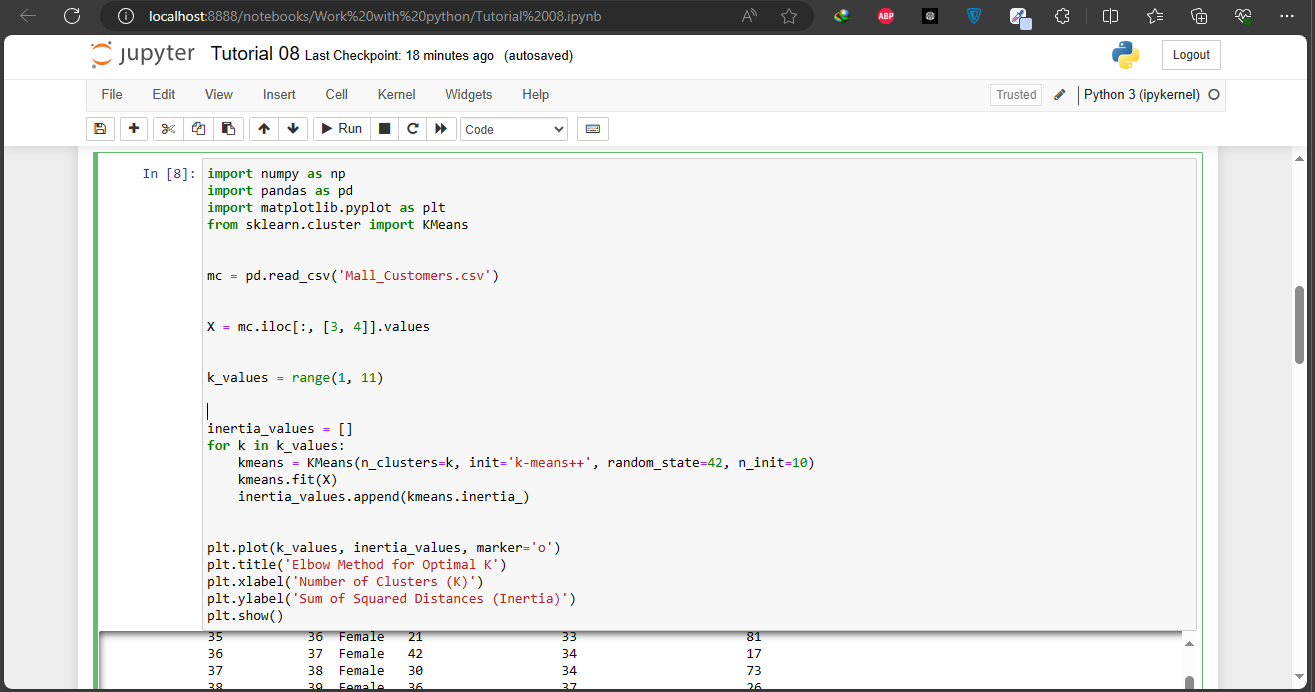 localhost:8888/notebooks/Work%20with%20python/Tutorial%2008.ipynb
ABP
jupyter Tutorial 08 Last Checkpoint: 18 minutes ago (autosaved)
Logout
File Edit View Insert Cell Kernel Widgets Help
Trusted Python 3 (ipykernel)
Run Code
In [8]: import numpy as np
import pandas as pd
import matplotlib.pyplot as plt
from sklearn.cluster import KMeans
mc = pd.read_csv('Mall_Customers.csv')
X = mc.iloc[:, [3, 4]].values
k_values = range(1, 11)
inertia_values = []
for k in k_values:
    kmeans = KMeans(n_clusters=k, init='k-means++', random_state=42, n_init=10)
    kmeans.fit(X)
    inertia_values.append(kmeans.inertia_)
plt.plot(k_values, inertia_values, marker='o')
plt.title('Elbow Method for Optimal K')
plt.xlabel('Number of Clusters (K)')
plt.ylabel('Sum of Squared Distances (Inertia)')
plt.show()
35 36 Female 21 33 81
36 37 Female 42 34 17
37 38 Female 30 34 73
38 39 Female 36 37 26